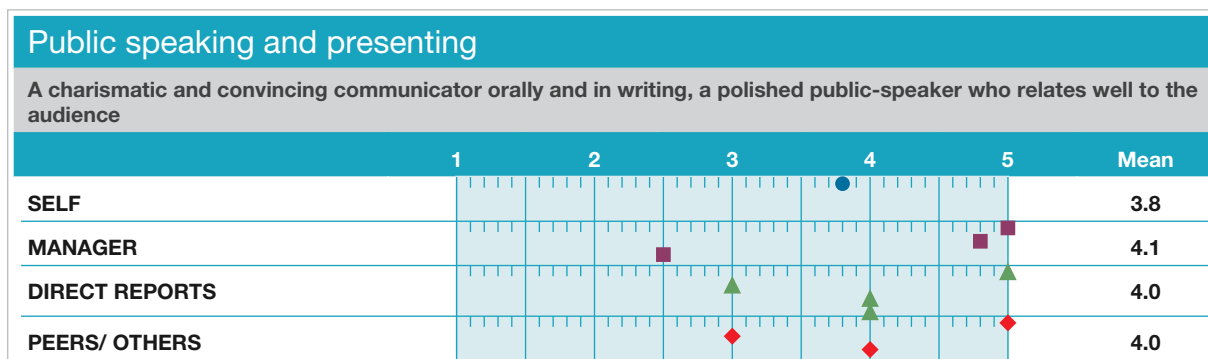 Public speaking and presenting
A charismatic and convincing communicator orally and in writing, a polished public-speaker who relates well to the
audience
1 2 3 4 5 Mean
SELF 3.8
MANAGER 4.1
DIRECT REPORTS 4.0
PEERS/ OTHERS 4.0